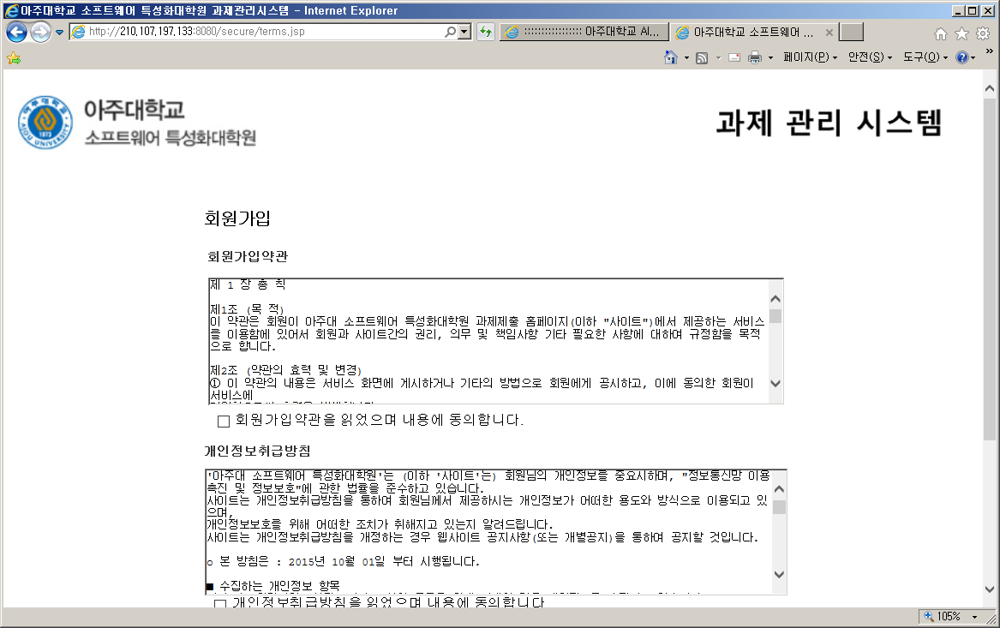 아주대학교 소프트웨어 특성화대학원 과제관리시스템 - Internet Explorer
http://210.107.197.133:8080/secure/terms.jsp
:::::::::::::::: 아주대학교 AI...
아주대학교 소프트웨어 ...
페이지(P) 안전(S) 도구(O)
아주대학교
소프트웨어 특성화대학원
AJOU UNIVERSITY
1973
과제 관리 시스템
회원가입
회원가입약관
제 1 장 총 칙
제1조 (목 적)
이 약관은 회원이 아주대 소프트웨어 특성화대학원 과제제출 홈페이지(이하 "사이트")에서 제공하는 서비스
를 이용함에 있어서 회원과 사이트간의 권리, 의무 및 책임사항 기타 필요한 사항에 대하여 규정함을 목적
으로 합니다.
제2조 (약관의 효력 및 변경)
① 이 약관의 내용은 서비스 화면에 게시하거나 기타의 방법으로 회원에게 공시하고, 이에 동의한 회원이
서비스에
회원가입약관을 읽었으며 내용에 동의합니다.
개인정보취급방침
'아주대 소프트웨어 특성화대학원'는 (이하 '사이트'는) 회원님의 개인정보를 중요시하며, "정보통신망 이용
촉진 및 정보보호"에 관한 법률을 준수하고 있습니다.
사이트는 개인정보취급방침을 통하여 회원님께서 제공하시는 개인정보가 어떠한 용도와 방식으로 이용되고 있
으며,
개인정보보호를 위해 어떠한 조치가 취해지고 있는지 알려드립니다.
사이트는 개인정보취급방침을 개정하는 경우 웹사이트 공지사항(또는 개별공지)을 통하여 공지할 것입니다.
ο 본 방침은 : 2015년 10월 01일 부터 시행됩니다.
■ 수집하는 개인정보 항목
개인정보취급방침을 읽었으며 내용에 동의합니다
105%